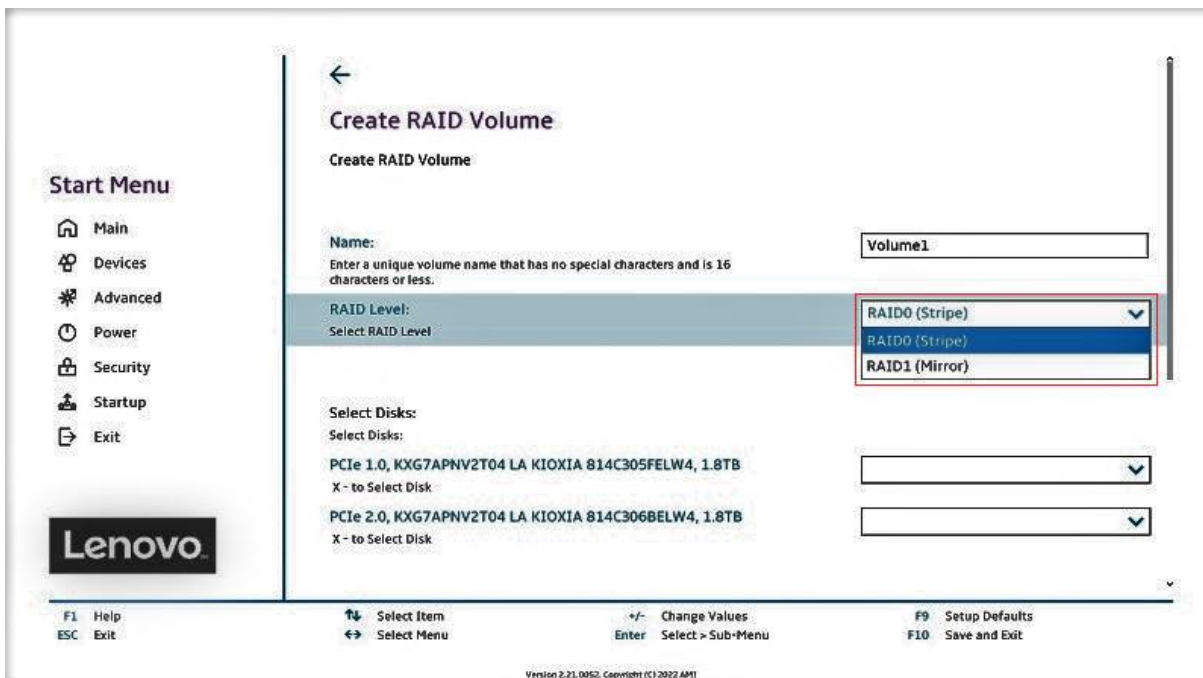 Create RAID Volume
Create RAID Volume
Start Menu
Main
Devices
Advanced
Power
Security
Startup
Exit
Lenovo
Name:
Enter a unique volume name that has no special characters and is 16
characters or less.
Volume1
RAID Level:
Select RAID Level
RAID0 (Stripe)
RAID0 (Stripe)
RAID1 (Mirror)
Select Disks:
Select Disks:
PCIe 1.0, KXG7APNV2T04 LA KIOXIA 814C305FELW4, 1.8TB
X - to Select Disk
PCIe 2.0, KXG7APNV2T04 LA KIOXIA 814C306BELW4, 1.8TB
X - to Select Disk
F1 Help
ESC Exit
↑↓ Select Item
↔ Select Menu
+/- Change Values
Enter Select > Sub-Menu
F9 Setup Defaults
F10 Save and Exit
Version 2.21.0052. Copyright (C) 2022 AMI